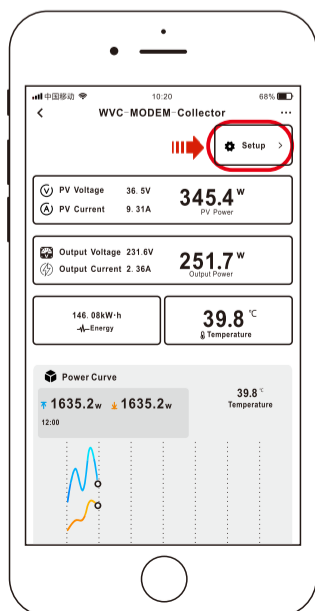 中国移动 10:20 68%
WVC-MODEM-Collector
Setup
PV Voltage 36.5V
PV Current 9.31A
345.4 W
PV Power
Output Voltage 231.6V
Output Current 2.36A
251.7 W
Output Power
146.08kW·h
Energy
39.8 ℃
Temperature
Power Curve
1635.2w 1635.2w
12:00
39.8 ℃
Temperature